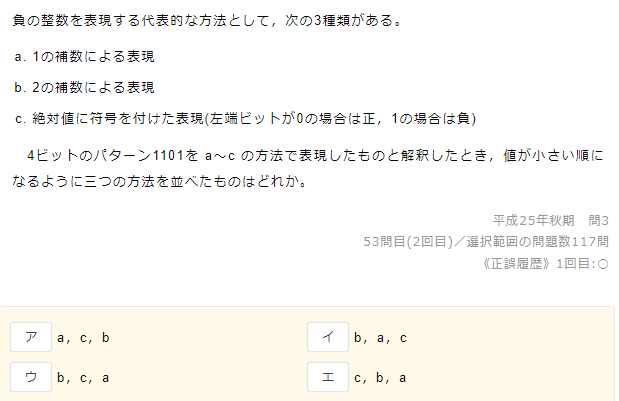 負の整数を表現する代表的な方法として，次の3種類がある。
a. 1の補数による表現
b. 2の補数による表現
c. 絶対値に符号を付けた表現(左端ビットが0の場合は正，1の場合は負)
4ビットのパターン1101を a～c の方法で表現したものと解釈したとき，値が小さい順に
なるように三つの方法を並べたものはどれか。
平成25年秋期　問3
53問目(2回目)／選択範囲の問題数117問
《正誤履歴》1回目:○
ア a，c，b イ b，a，c
ウ b，c，a エ c，b，a